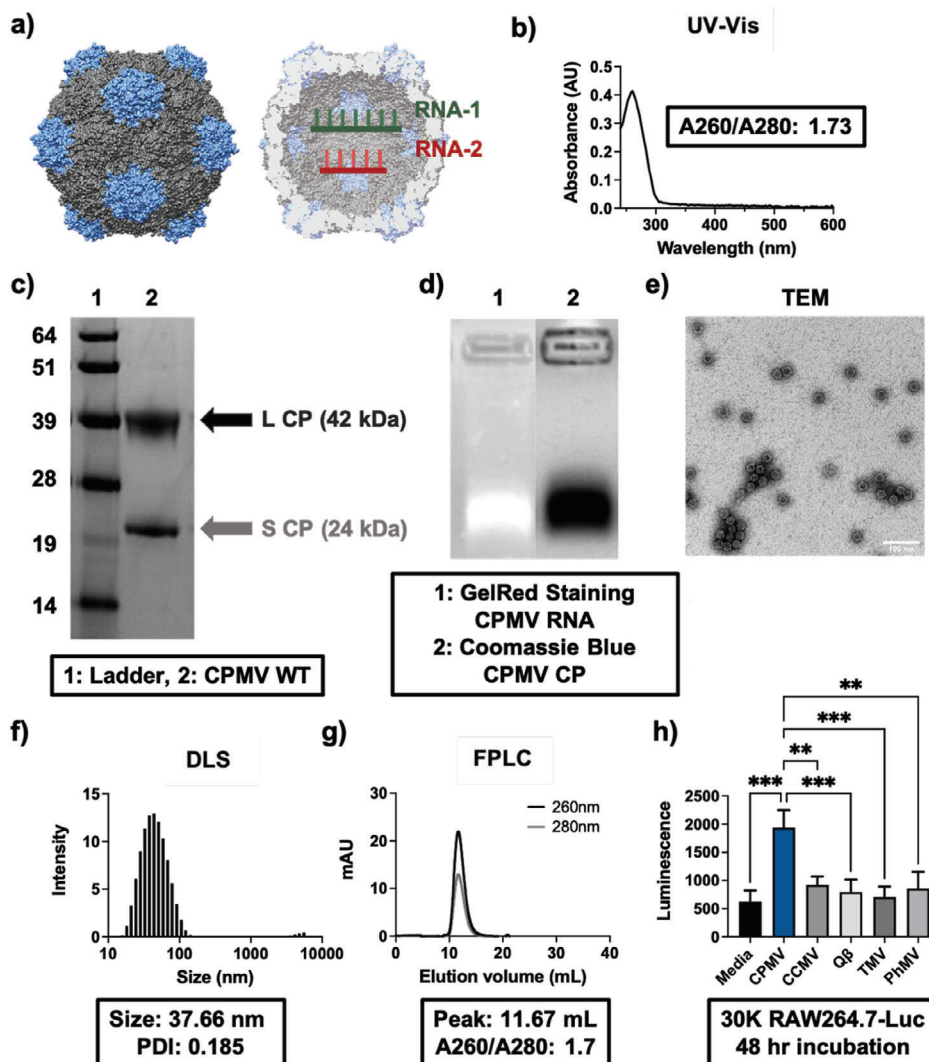 a)
RNA-1
RNA-2
b)
UV-Vis
Absorbance (AU)
0.5
0.4
0.3
0.2
0.1
0.0
A260/A280: 1.73
300 400 500 600
Wavelength (nm)
c)
1 2
64
51
39
28
19
14
L CP (42 kDa)
S CP (24 kDa)
1: Ladder, 2: CPMV WT
d)
1 2
1: GelRed Staining
CPMV RNA
2: Coomassie Blue
CPMV CP
e)
TEM
100 nm
f)
DLS
Intensity
15
10
5
0
10 100 1000 10000
Size (nm)
Size: 37.66 nm
PDI: 0.185
g)
FPLC
mAU
30
20
10
0
260nm
280nm
0 10 20 30 40
Elution volume (mL)
Peak: 11.67 mL
A260/A280: 1.7
h)
**
***
**
*** ***
Luminescence
2500
2000
1500
1000
500
0
Media CPMV CCMV Qβ TMV PhMV
30K RAW264.7-Luc
48 hr incubation